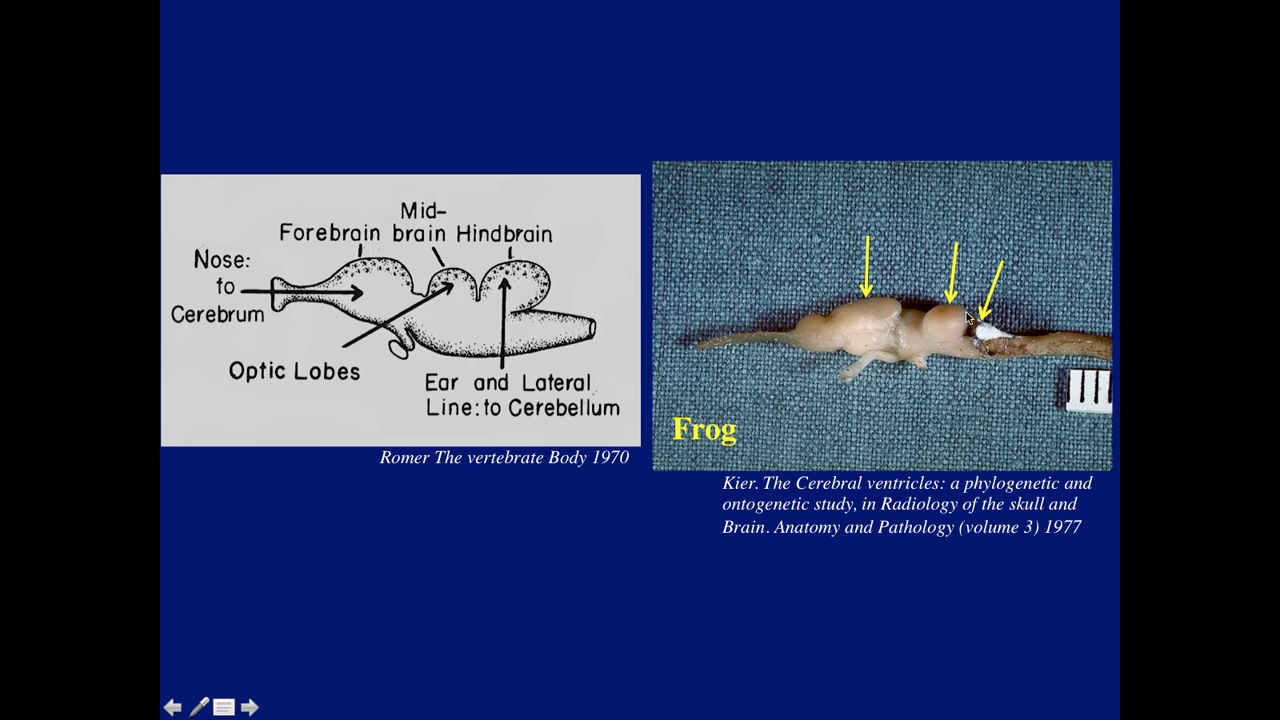 Mid-
Forebrain brain Hindbrain
Nose:
to
Cerebrum
Optic Lobes
Ear and Lateral
Line: to Cerebellum
Romer The vertebrate Body 1970
Frog
Kier. The Cerebral ventricles: a phylogenetic and
ontogenetic study, in Radiology of the skull and
Brain. Anatomy and Pathology (volume 3) 1977